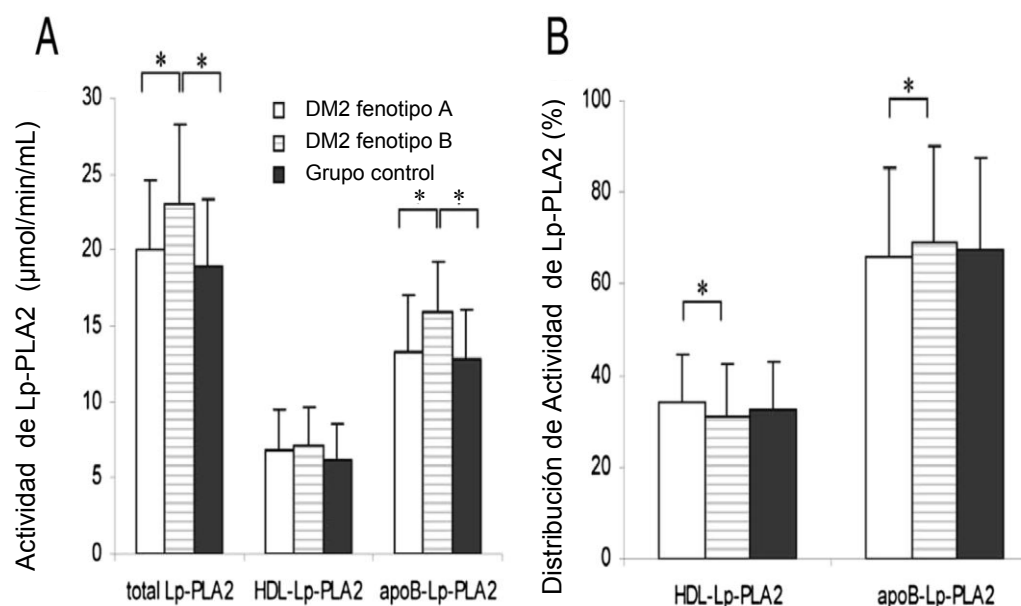 A
* *
Actividad de Lp-PLA2 (µmol/min/mL)
30
25
20
15
10
5
0
DM2 fenotipo A
DM2 fenotipo B
Grupo control
* *
total Lp-PLA2 HDL-Lp-PLA2 apoB-Lp-PLA2
B
Distribución de Actividad de Lp-PLA2 (%)
100
80
60
40
20
0
*
*
HDL-Lp-PLA2 apoB-Lp-PLA2